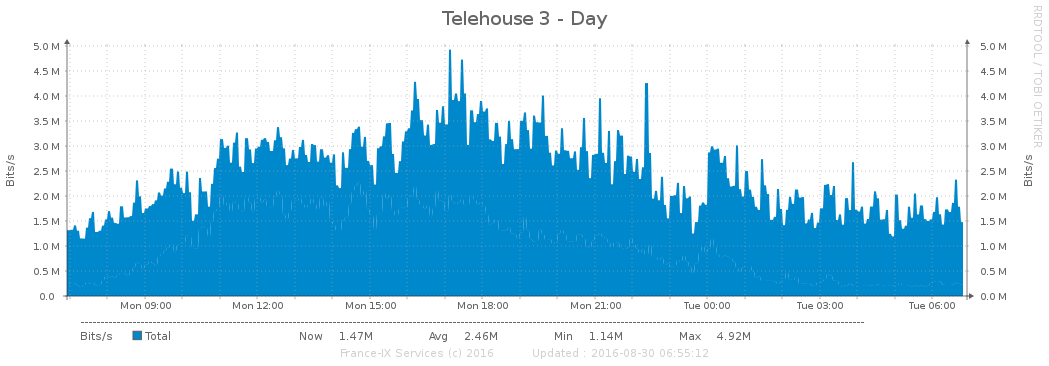 Telehouse 3 - Day
RRDTOOL / TOBI OETIKER
Bits/s
5.0 M 5.0 M
4.5 M 4.5 M
4.0 M 4.0 M
3.5 M 3.5 M
3.0 M 3.0 M
2.5 M 2.5 M
2.0 M 2.0 M
1.5 M 1.5 M
1.0 M 1.0 M
0.5 M 0.5 M
0.0 0.0 M
Bits/s
Mon 09:00 Mon 12:00 Mon 15:00 Mon 18:00 Mon 21:00 Tue 00:00 Tue 03:00 Tue 06:00
Bits/s Total Now 1.47M Avg 2.46M Min 1.14M Max 4.92M
France-IX Services (c) 2016 Updated : 2016-08-30 06:55:12